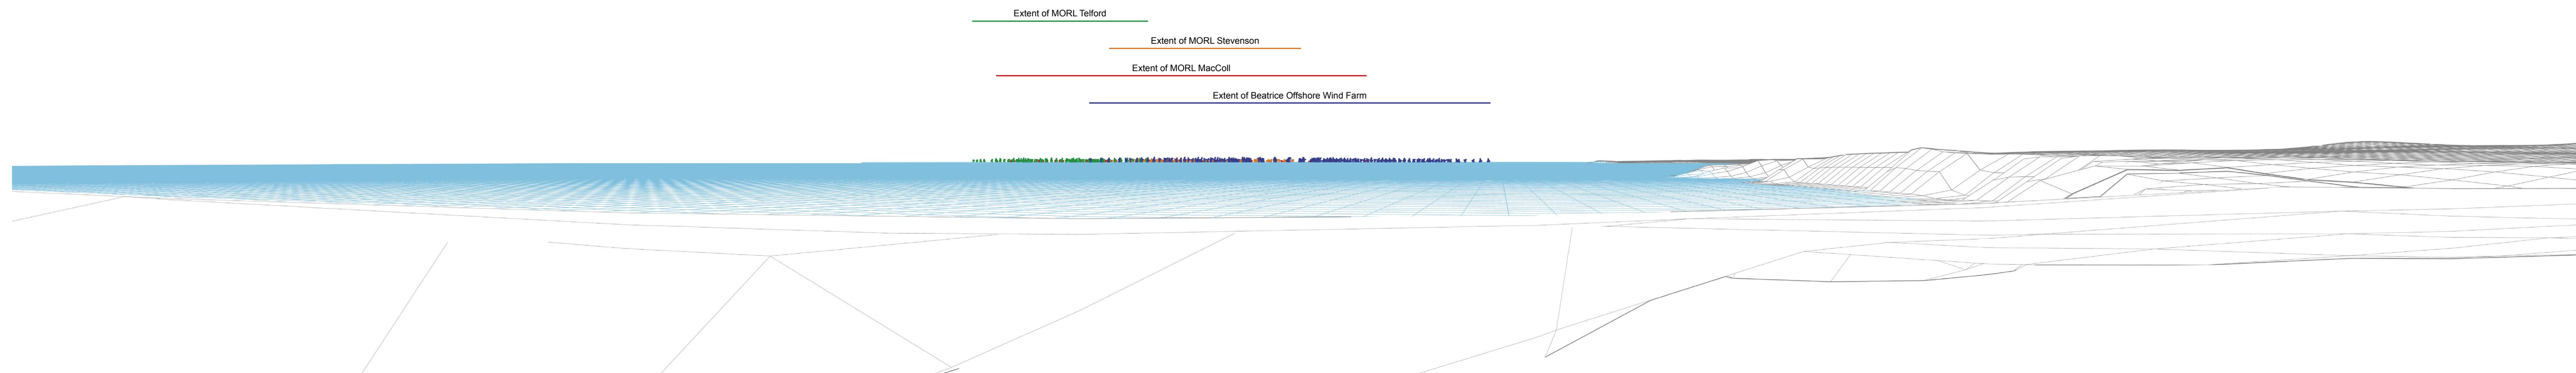 Extent of MORL Telford
Extent of MORL Stevenson
Extent of MORL MacColl
Extent of Beatrice Offshore Wind Farm